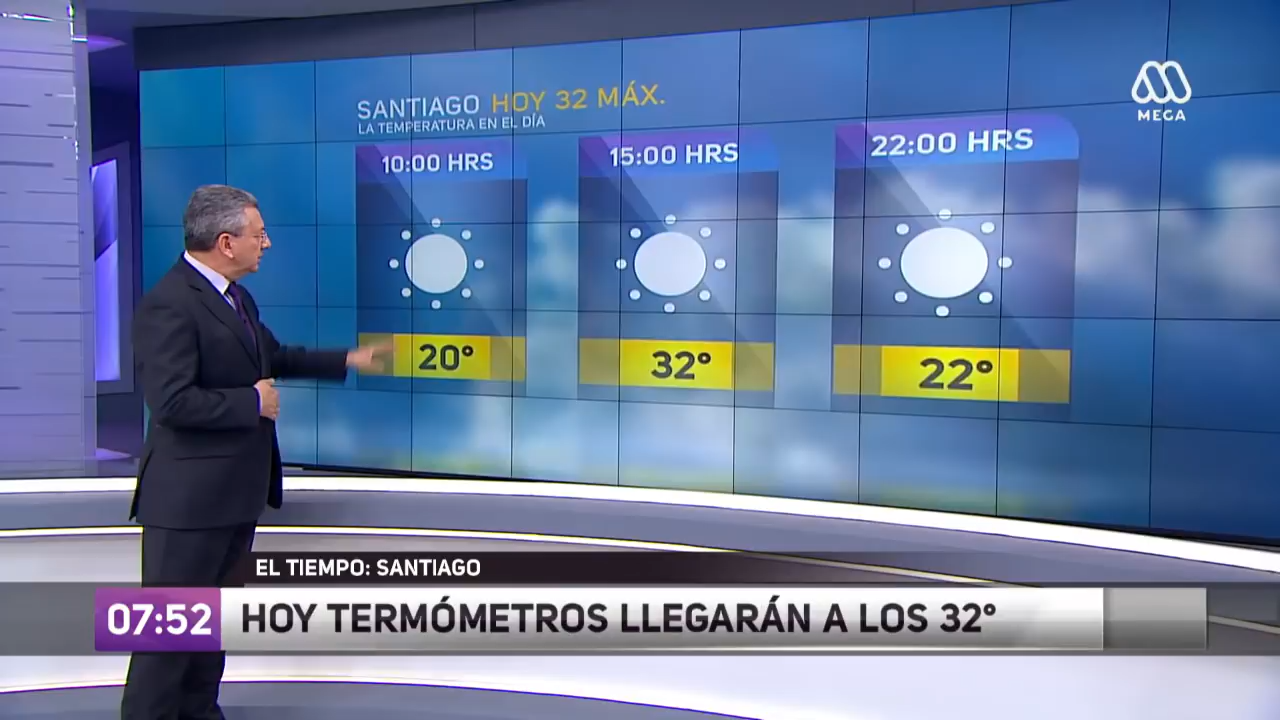 SANTIAGO HOY 32 MÁX.
LA TEMPERATURA EN EL DÍA
10:00 HRS
15:00 HRS
22:00 HRS
20°
32°
22°
MEGA
EL TIEMPO: SANTIAGO
07:52
HOY TERMÓMETROS LLEGARÁN A LOS 32°